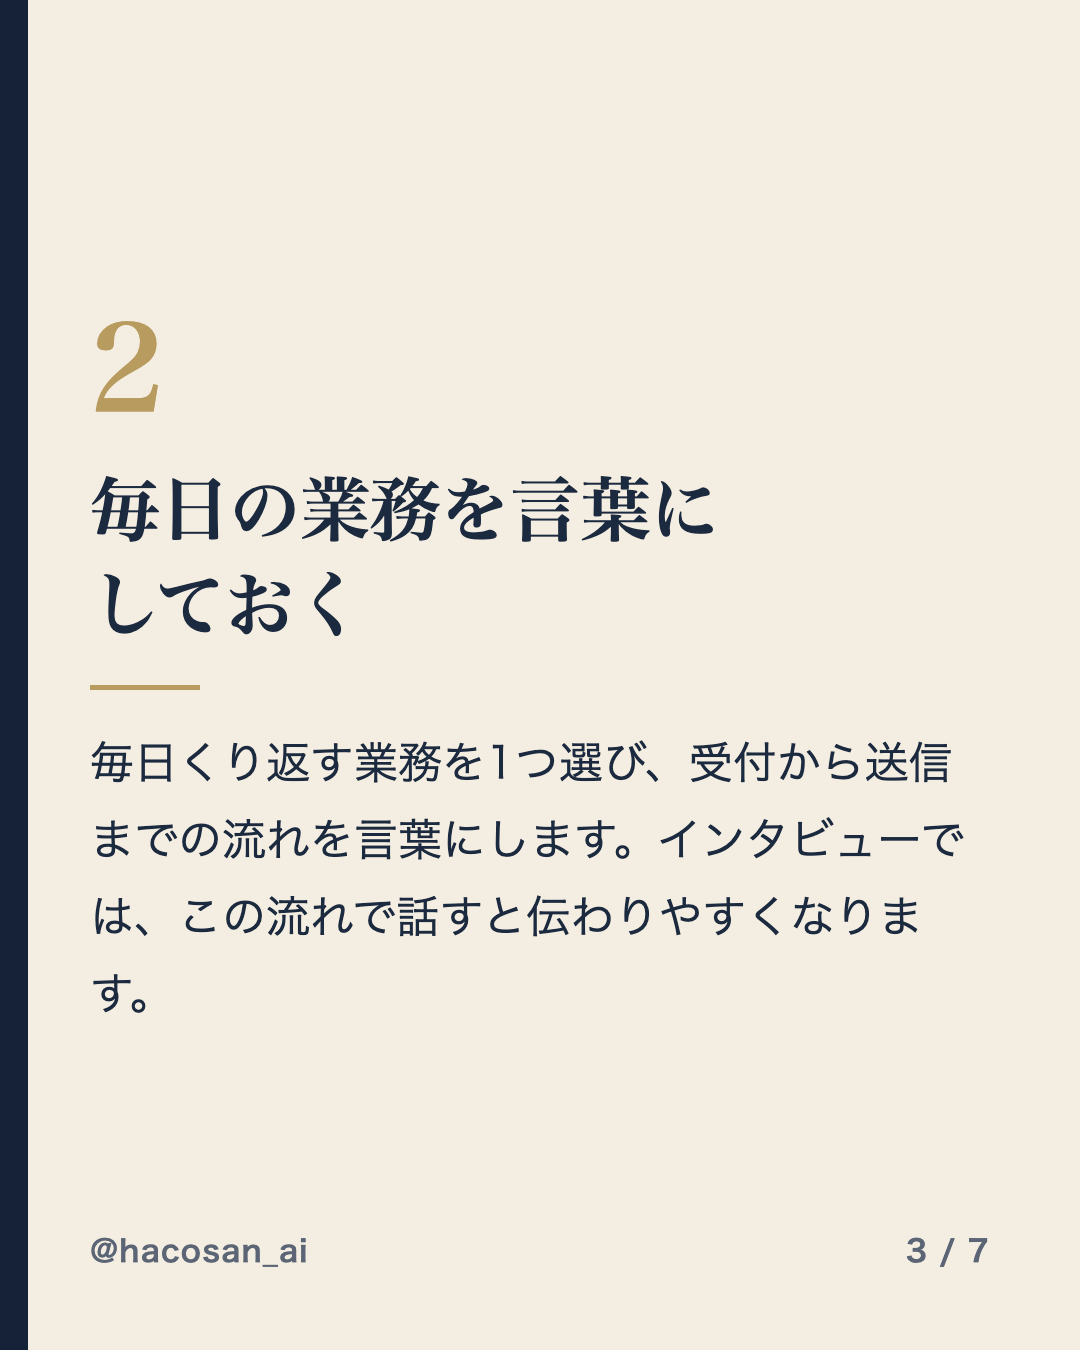 2
毎日の業務を言葉に
しておく
毎日くり返す業務を1つ選び、受付から送信
までの流れを言葉にします。インタビューで
は、この流れで話すと伝わりやすくなりま
す。
@hacosan_ai
3 / 7